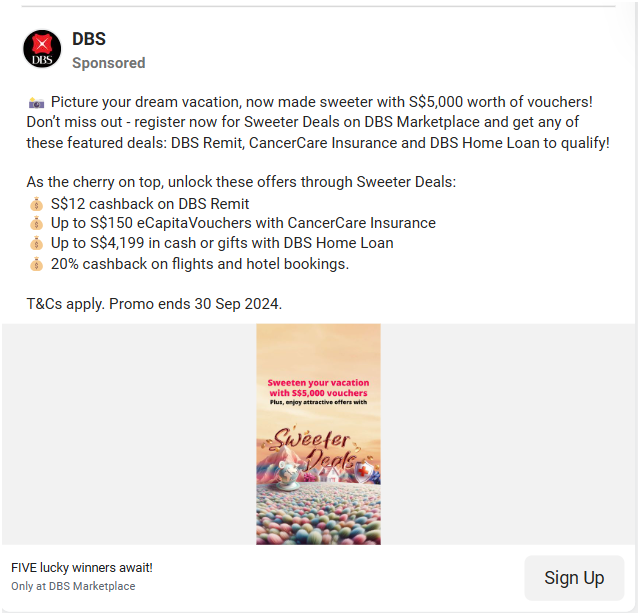 DBS
DBS
Sponsored
📸 Picture your dream vacation, now made sweeter with S$5,000 worth of vouchers!
Don’t miss out - register now for Sweeter Deals on DBS Marketplace and get any of
these featured deals: DBS Remit, CancerCare Insurance and DBS Home Loan to qualify!
As the cherry on top, unlock these offers through Sweeter Deals:
💰 S$12 cashback on DBS Remit
💰 Up to S$150 eCapitaVouchers with CancerCare Insurance
💰 Up to S$4,199 in cash or gifts with DBS Home Loan
💰 20% cashback on flights and hotel bookings.
T&Cs apply. Promo ends 30 Sep 2024.
Sweeten your vacation
with S$5,000 vouchers
Plus, enjoy attractive offers with
Sweeter
Deals
FIVE lucky winners await!
Only at DBS Marketplace
Sign Up